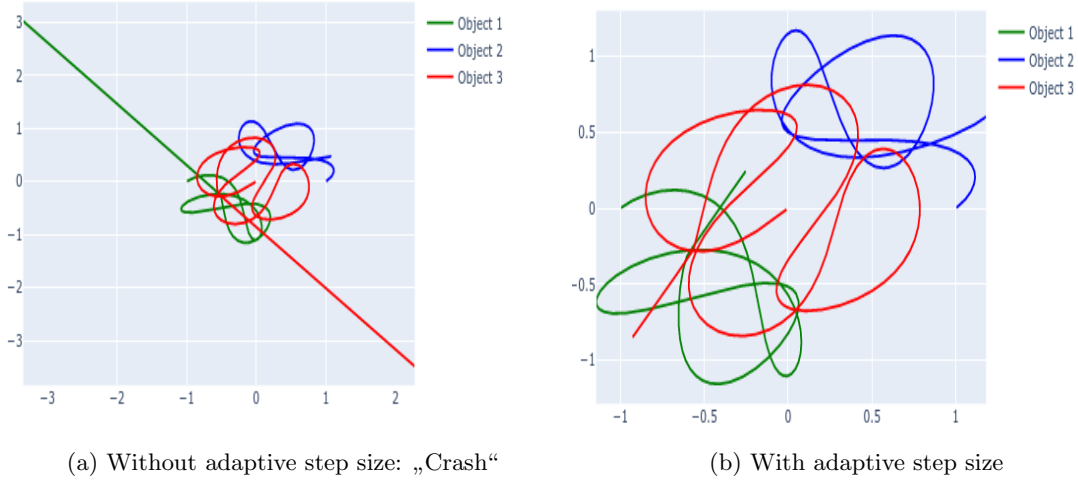 3
2
1
0
−1
−2
−3
−3
−2
−1
0
1
2
Object 1
Object 2
Object 3
1
0.5
0
−0.5
−1
−1
−0.5
0
0.5
1
Object 1
Object 2
Object 3
(a) Without adaptive step size: „Crash“
(b) With adaptive step size